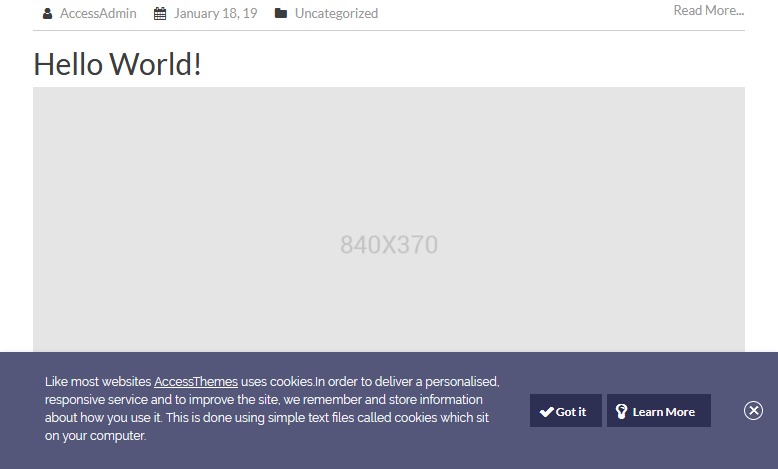 AccessAdmin January 18, 19 Uncategorized Read More...
Hello World!
840X370
Like most websites AccessThemes uses cookies.In order to deliver a personalised,
responsive service and to improve the site, we remember and store information
about how you use it. This is done using simple text files called cookies which sit
on your computer.
Got it Learn More